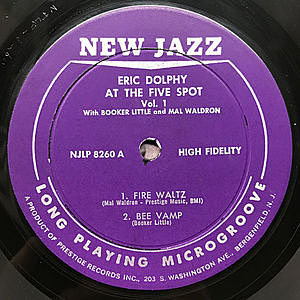 NEW JAZZ
ERIC DOLPHY
AT THE FIVE SPOT
Vol. 1
With BOOKER LITTLE and MAL WALDRON
NJLP 8260 A
HIGH FIDELITY
1. FIRE WALTZ
(Mal Waldron - Prestige Music, BMI)
2. BEE VAMP
(Booker Little)
LONG PLAYING MICROGROOVE
A PRODUCT OF PRESTIGE RECORDS INC., 203 S. WASHINGTON AVE., BERGENFIELD, N. J.